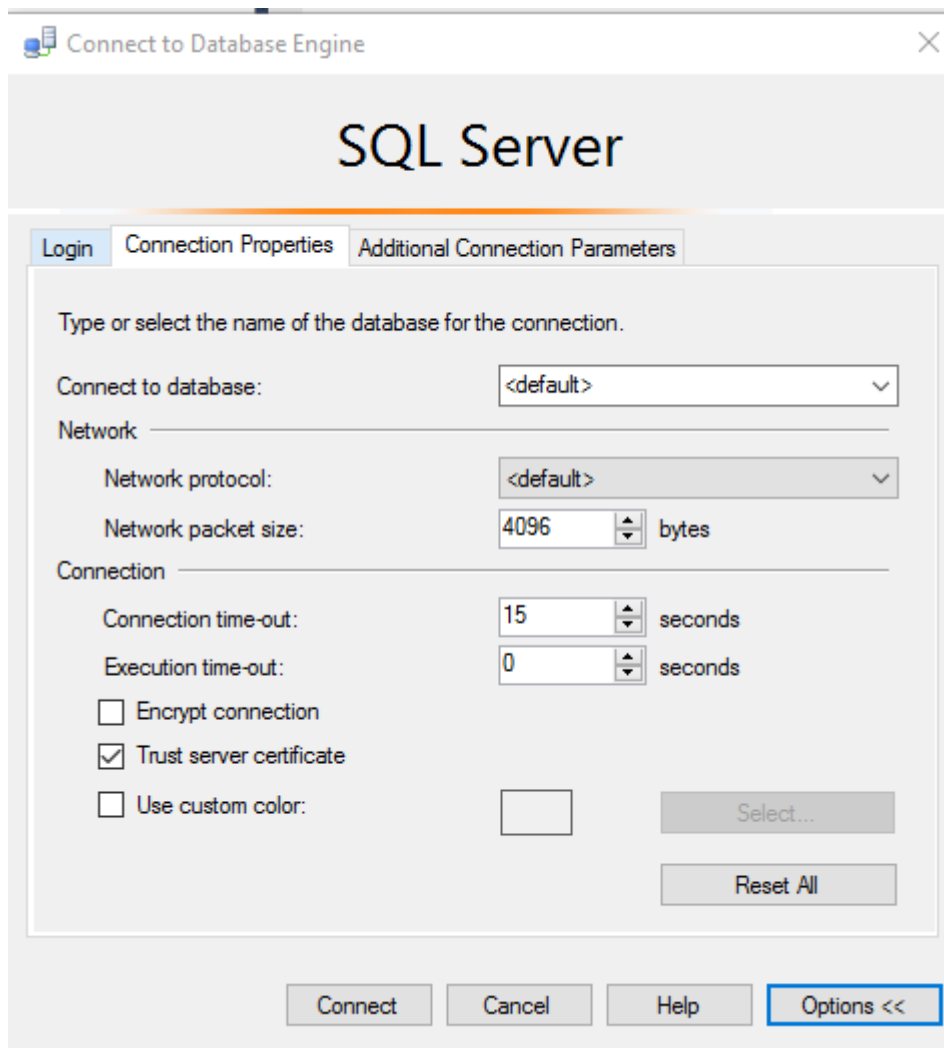 Connect to Database Engine
SQL Server
Login Connection Properties Additional Connection Parameters
Type or select the name of the database for the connection.
Connect to database: <default>
Network
Network protocol: <default>
Network packet size: 4096 bytes
Connection
Connection time-out: 15 seconds
Execution time-out: 0 seconds
Encrypt connection
Trust server certificate
Use custom color: Select...
Reset All
Connect Cancel Help Options <<